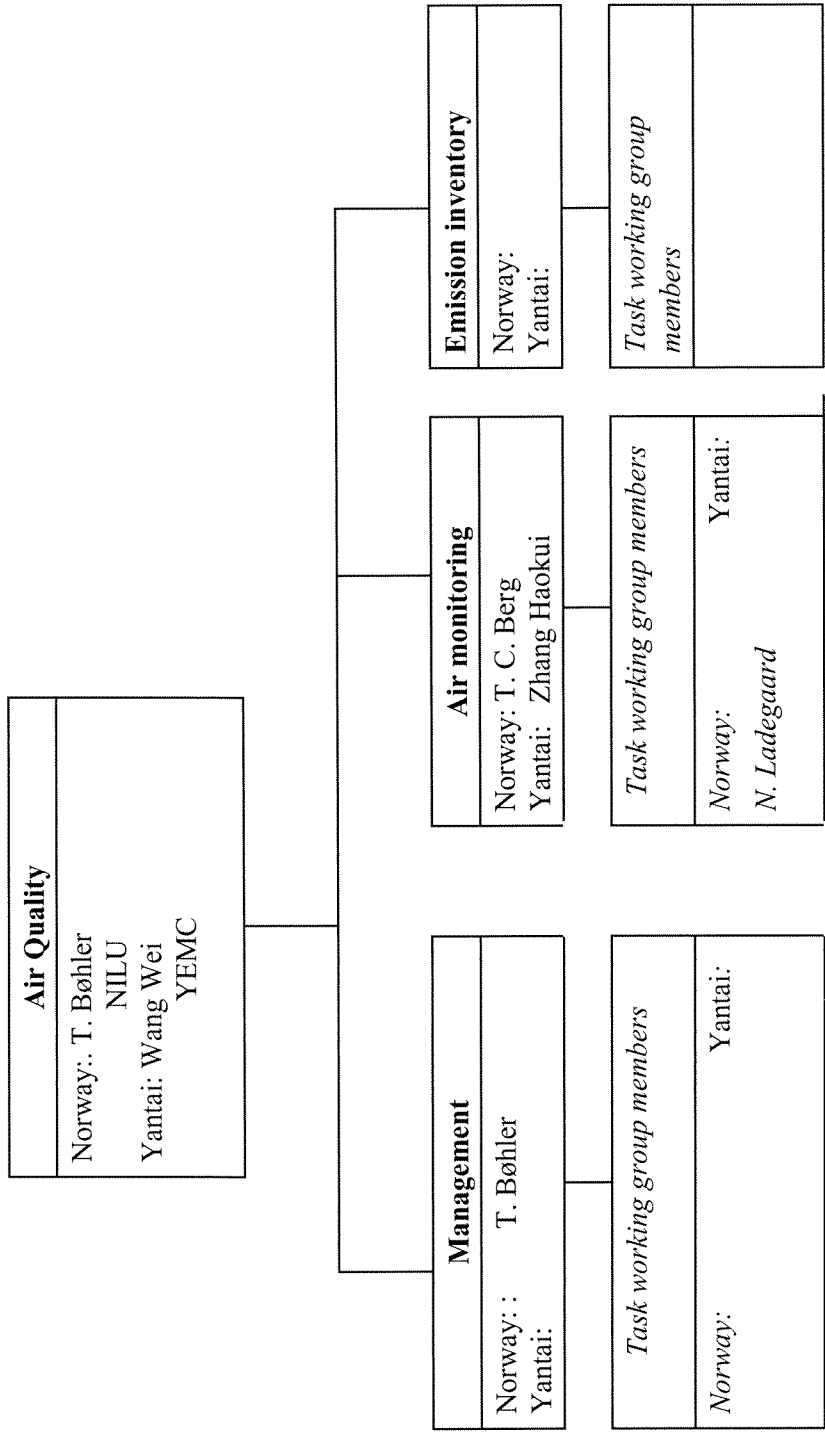 Air Quality
Norway:. T. Bøhler
NILU
Yantai: Wang Wei
YEMC
Management
Norway: :     T. Bøhler
Yantai:
Task working group members
Norway:     Yantai:
Air monitoring
Norway: T. C. Berg
Yantai:   Zhang Haokui
Task working group members
Norway:     Yantai:
N. Ladegaard
Emission inventory
Norway:
Yantai:
Task working group
members